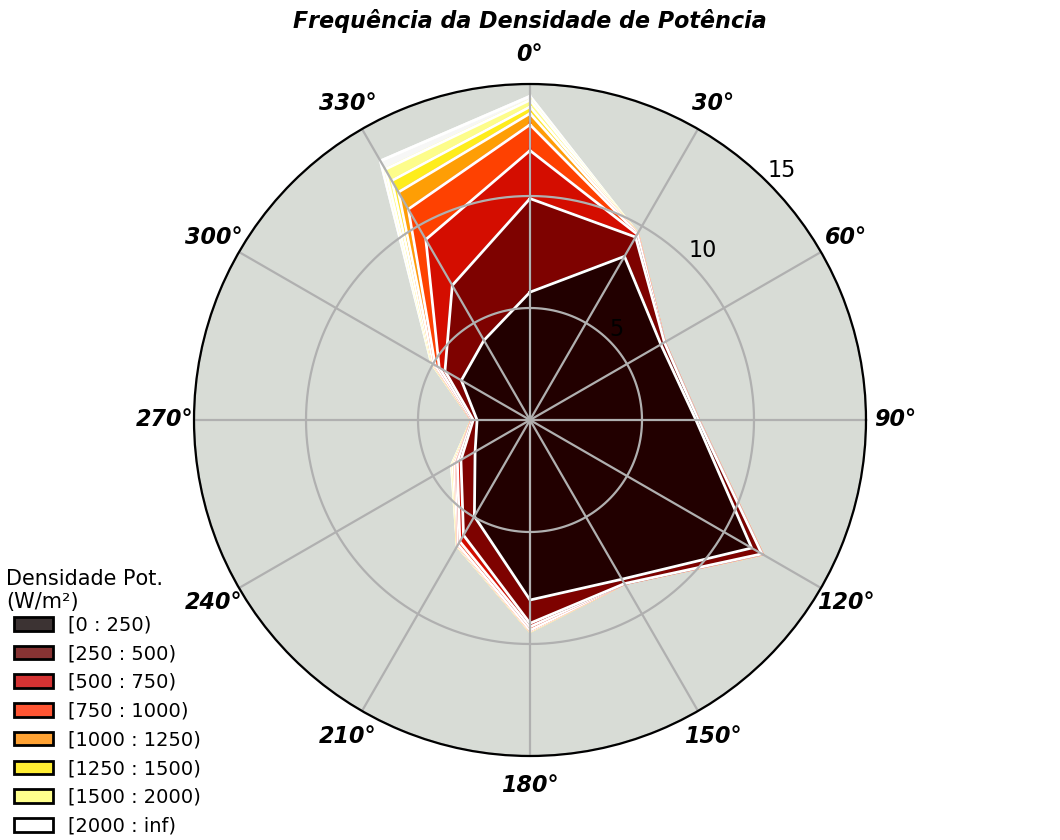 Frequência da Densidade de Potência
0°
330°
30°
15
300°
60°
10
5
270°
90°
Densidade Pot.
(W/m²)
240°
120°
[0 : 250)
[250 : 500)
[500 : 750)
[750 : 1000)
210°
150°
[1000 : 1250)
[1250 : 1500)
180°
[1500 : 2000)
[2000 : inf)